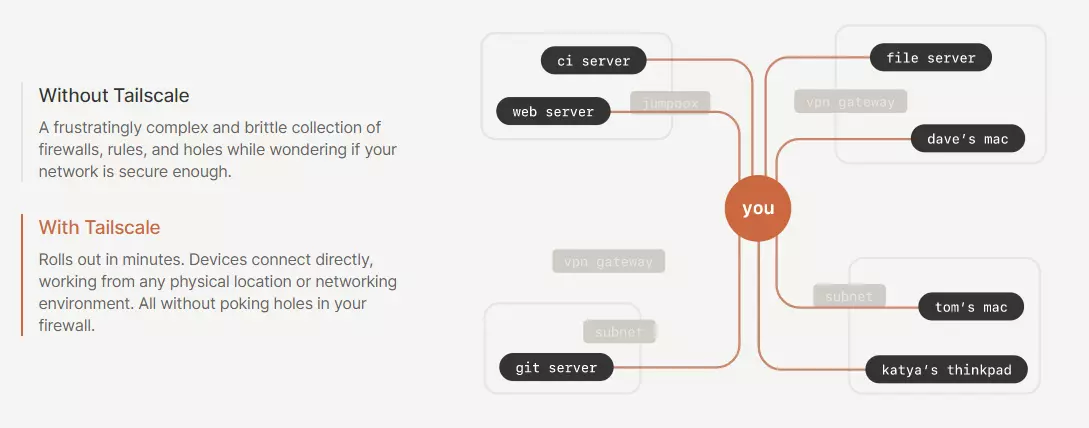 Without Tailscale
A frustratingly complex and brittle collection of
firewalls, rules, and holes while wondering if your
network is secure enough.
With Tailscale
Rolls out in minutes. Devices connect directly,
working from any physical location or networking
environment. All without poking holes in your
firewall.
ci server
jumpbox
web server
file server
vpn gateway
dave’s mac
you
vpn gateway
subnet
git server
subnet
tom’s mac
katya’s thinkpad